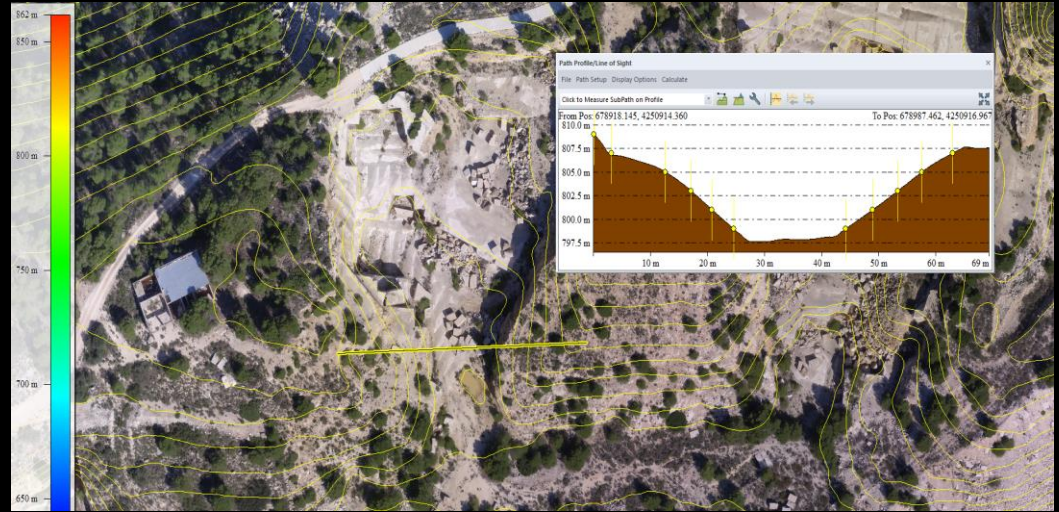 862 m
850 m
800 m
750 m
700 m
650 m
Path Profile/Line of Sight
File Path Setup Display Options Calculate
Click to Measure SubPath on Profile
From Pos: 678918.145, 4250914.360 To Pos: 678987.462, 4250916.967
810.0 m
807.5 m
805.0 m
802.5 m
800.0 m
797.5 m
10 m 20 m 30 m 40 m 50 m 60 m 69 m